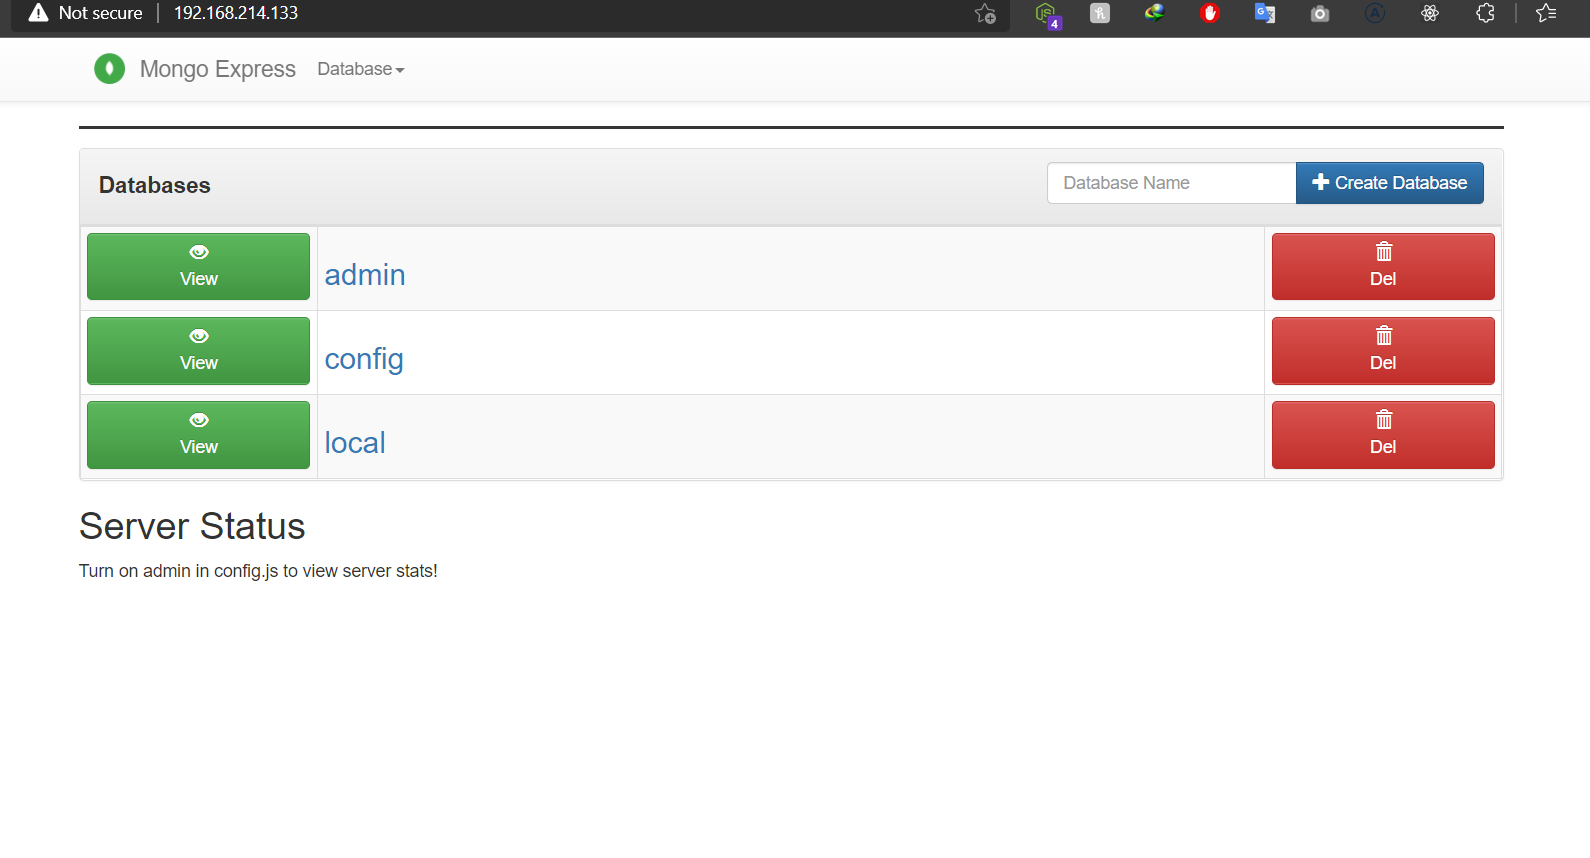 Not secure | 192.168.214.133
4
Mongo Express Database
Databases
Database Name
Create Database
View
admin
Del
View
config
Del
View
local
Del
Server Status
Turn on admin in config.js to view server stats!